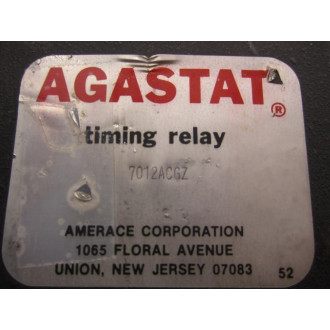 AGASTAT®
timing relay
7012ACGZ
AMERACE CORPORATION
1065 FLORAL AVENUE
UNION, NEW JERSEY 07083 52